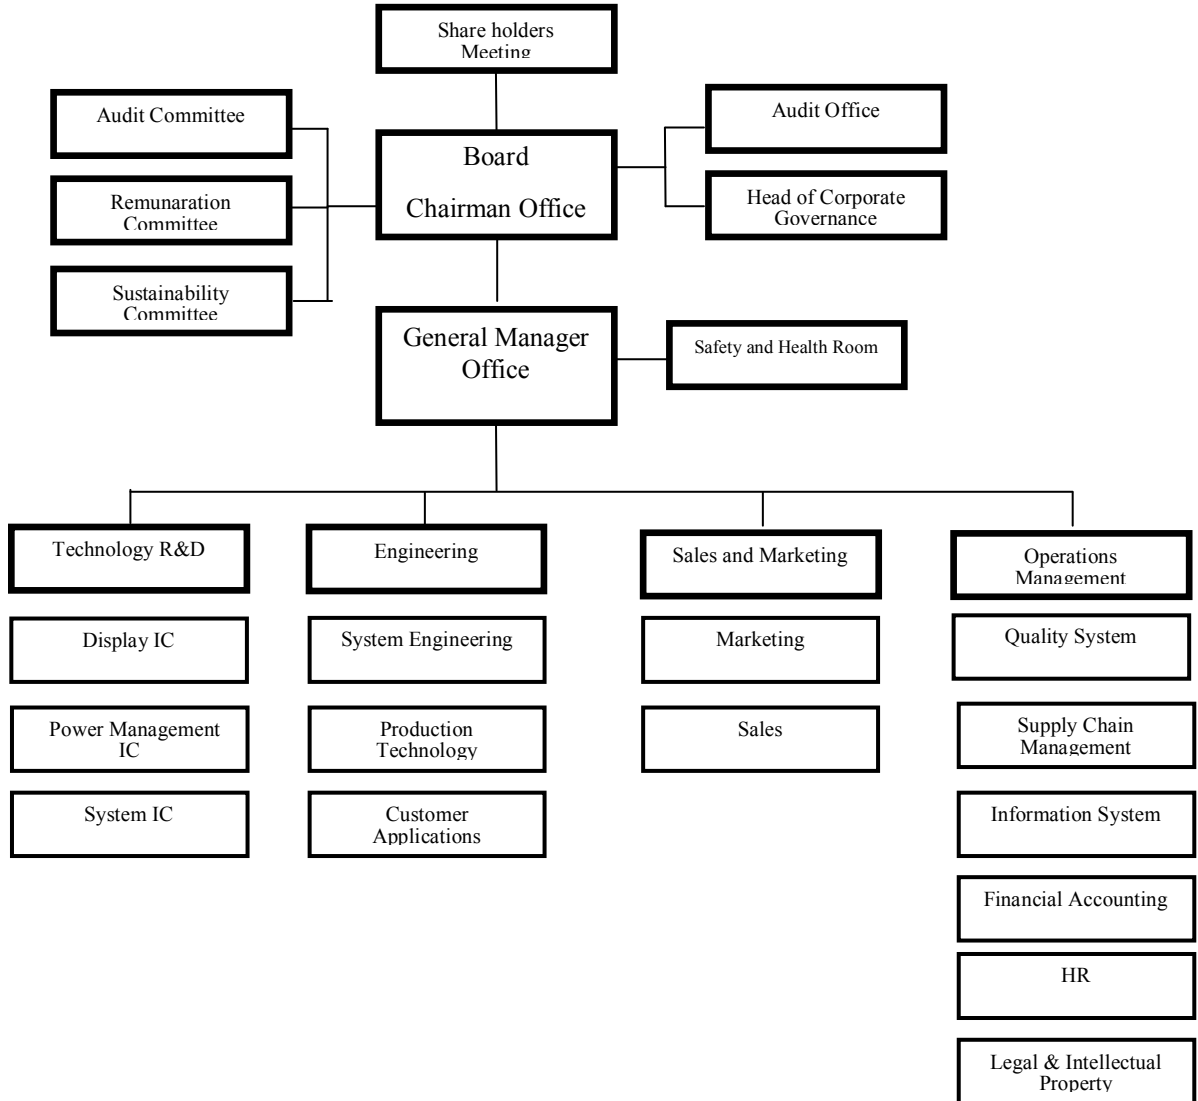 Share holders
Meeting
Audit Committee
Audit Office
Board
Chairman Office
Remunaration
Committee
Head of Corporate
Governance
Sustainability
Committee
General Manager
Office
Safety and Health Room
Technology R&D
Engineering
Sales and Marketing
Operations
Management
Display IC
System Engineering
Marketing
Quality System
Power Management
IC
Production
Technology
Sales
Supply Chain
Management
System IC
Customer
Applications
Information System
Financial Accounting
HR
Legal & Intellectual
Property